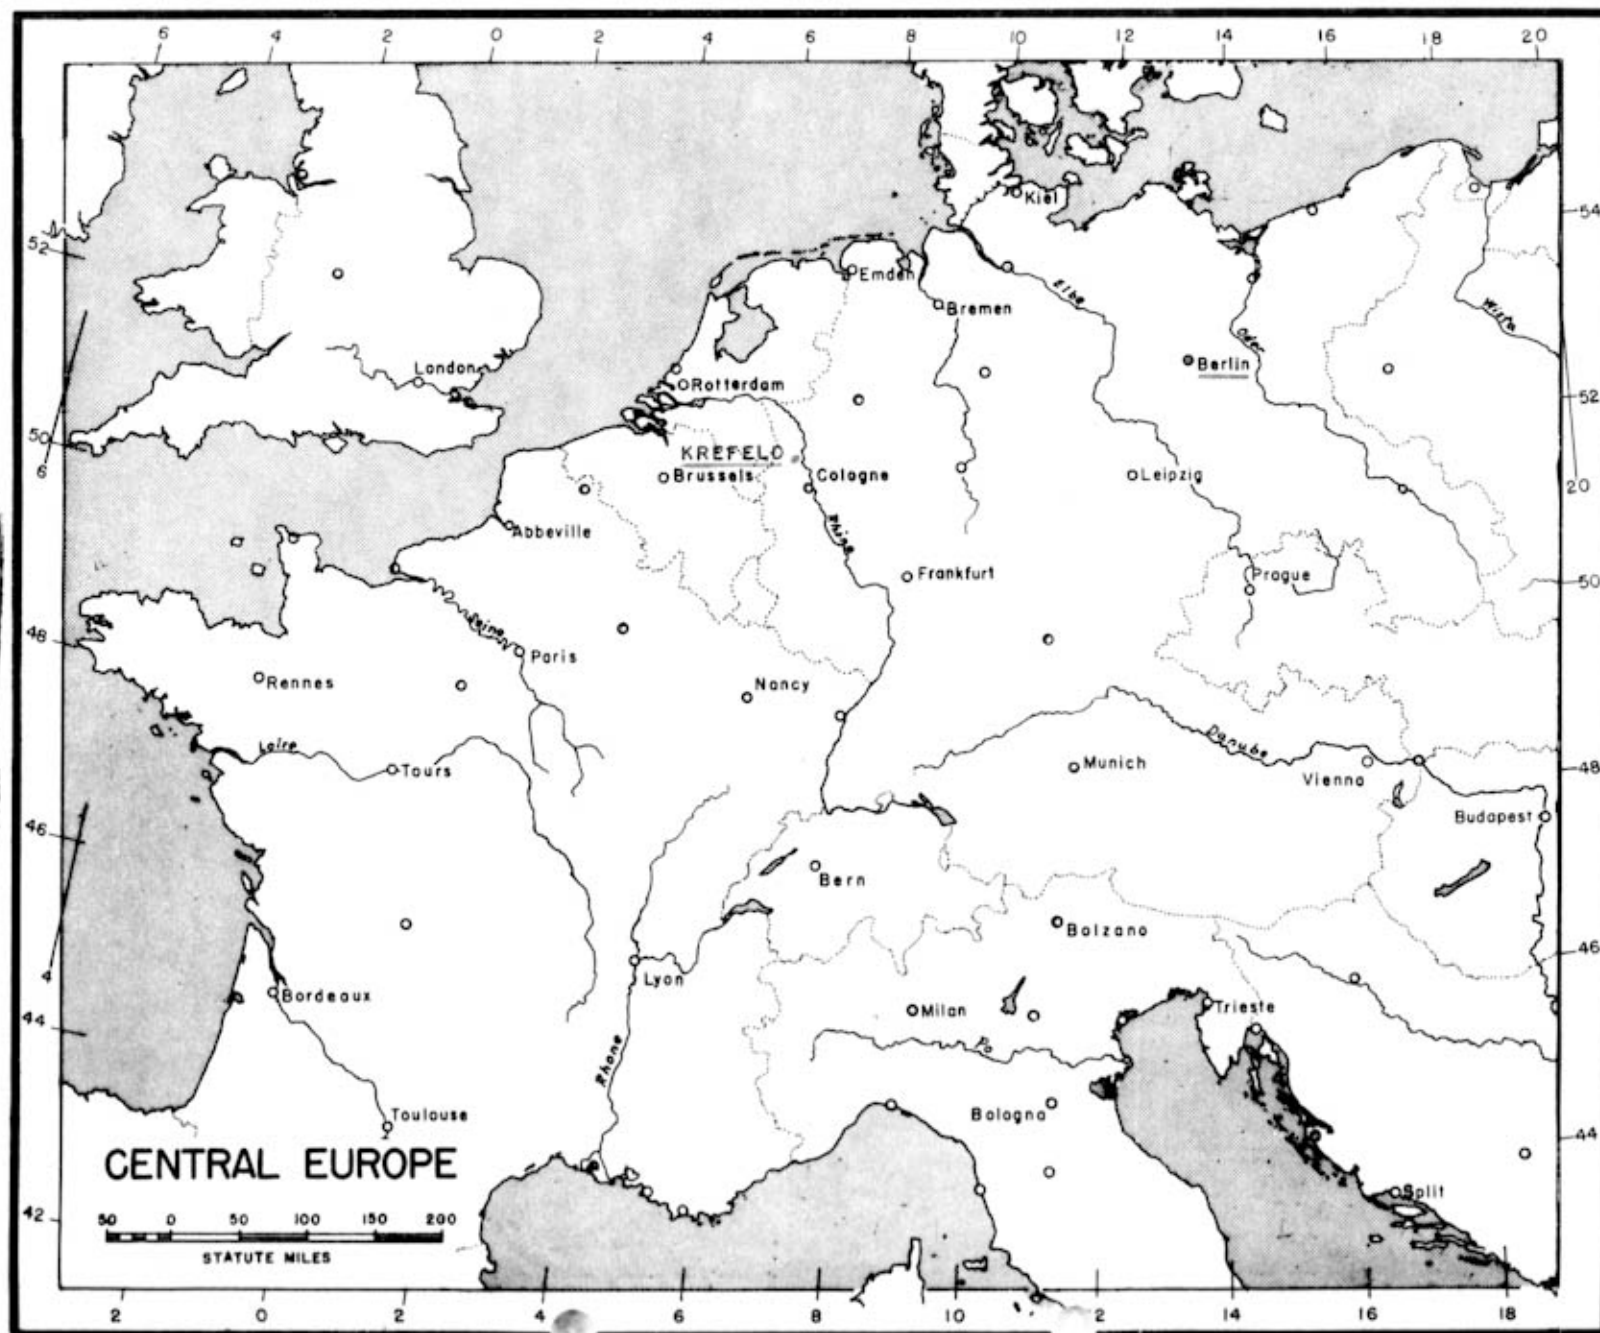 6 4 2 0 2 4 6 8 10 12 14 16 18 20
Kiel
54
52
Emden
Elbe
Bremen
Wisła
Oder
London
Berlin
Rotterdam
52
50
6
KREFELD
Brussels
Cologne
Leipzig
20
Abbeville
Rhine
Frankfurt
Prague
50
48
Seine
Paris
Rennes
Nancy
Loire
Danube
Tours
Munich
Vienna
48
46
Budapest
Bern
Bolzano
46
4
Lyon
Bordeaux
Milan
Trieste
44
Po
Rhone
Toulouse
Bologna
44
CENTRAL EUROPE
Split
42
50 0 50 100 150 200
STATUTE MILES
2 0 2 4 6 8 10 12 14 16 18